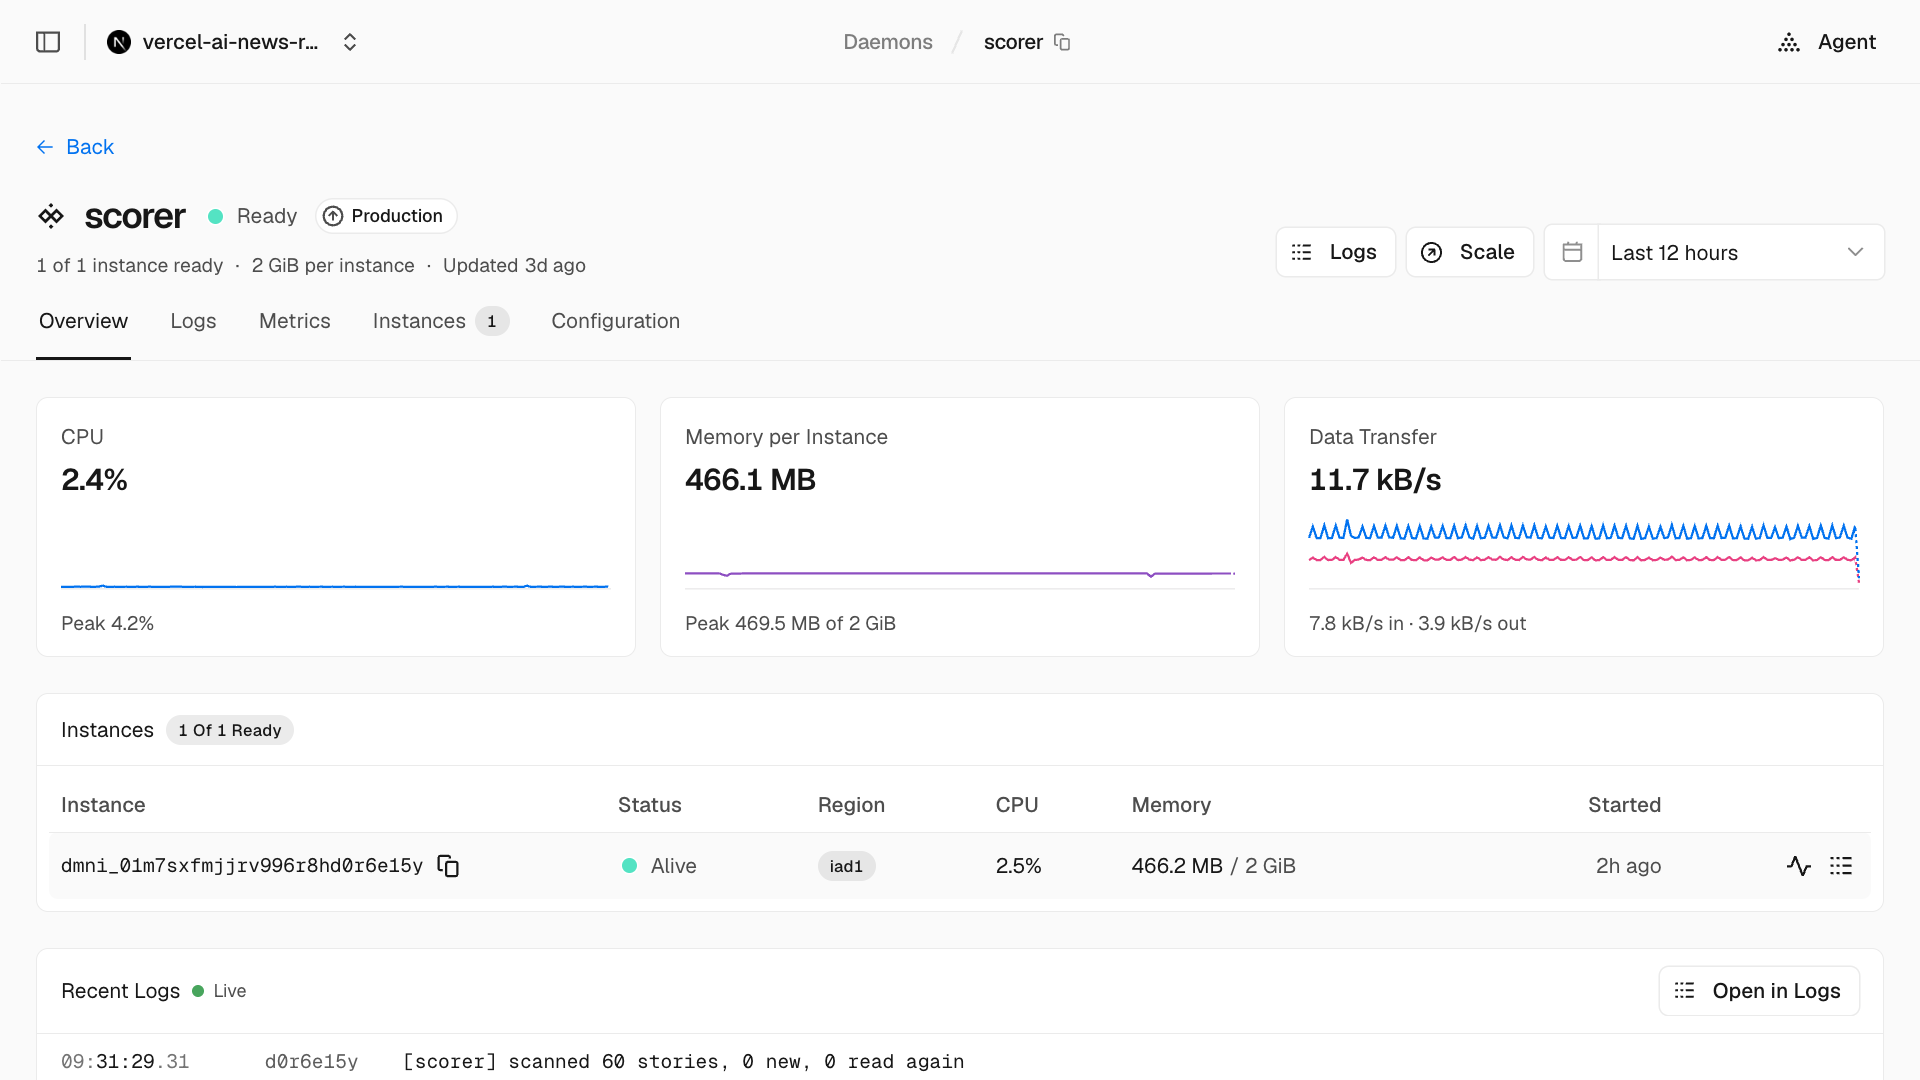 vercel-ai-news-r...
Daemons / scorer
Agent
Back
scorer Ready Production
1 of 1 instance ready · 2 GiB per instance · Updated 3d ago
Logs
Scale
Last 12 hours
Overview Logs Metrics Instances 1 Configuration
CPU
2.4%
Peak 4.2%
Memory per Instance
466.1 MB
Peak 469.5 MB of 2 GiB
Data Transfer
11.7 kB/s
7.8 kB/s in · 3.9 kB/s out
Instances 1 Of 1 Ready
Instance Status Region CPU Memory Started
dmni_01m7sxfmjjrv996r8hd0r6e15y Alive iad1 2.5% 466.2 MB / 2 GiB 2h ago
Recent Logs Live
Open in Logs
09:31:29.31 d0r6e15y [scorer] scanned 60 stories, 0 new, 0 read again